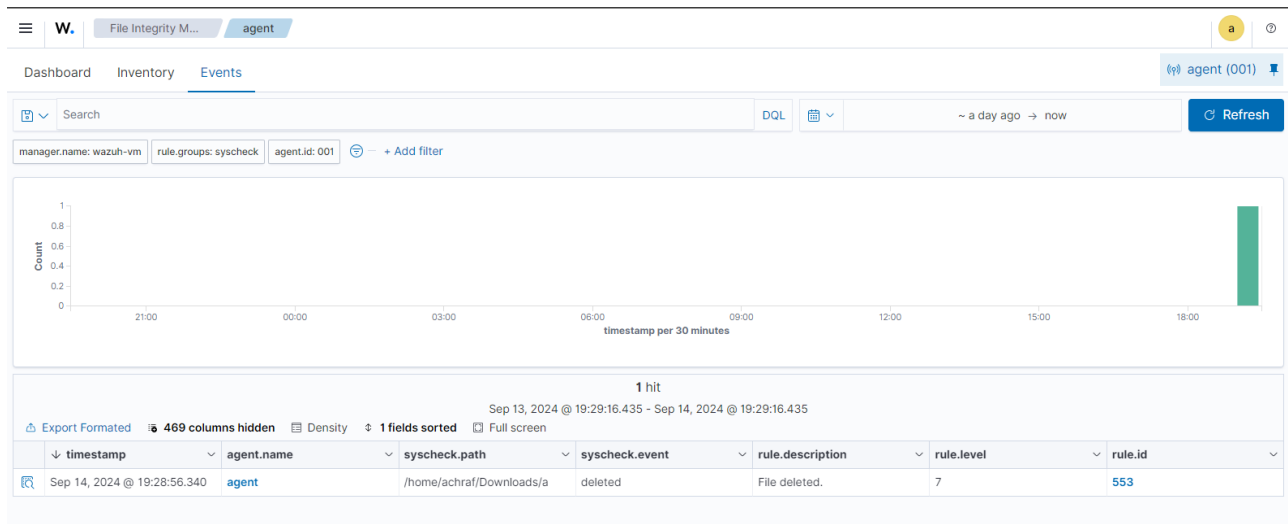 W. File Integrity M... agent a
Dashboard Inventory Events agent (001)
Search DQL ~ a day ago → now Refresh
manager.name: wazuh-vm rule.groups: syscheck agent.id: 001 + Add filter
1
0.8
0.6
0.4
0.2
0
Count
21:00 00:00 03:00 06:00 09:00 12:00 15:00 18:00
timestamp per 30 minutes
1 hit
Sep 13, 2024 @ 19:29:16.435 - Sep 14, 2024 @ 19:29:16.435
Export Formated 469 columns hidden Density 1 fields sorted Full screen
↓ timestamp agent.name syscheck.path syscheck.event rule.description rule.level rule.id
Sep 14, 2024 @ 19:28:56.340 agent /home/achraf/Downloads/a deleted File deleted. 7 553